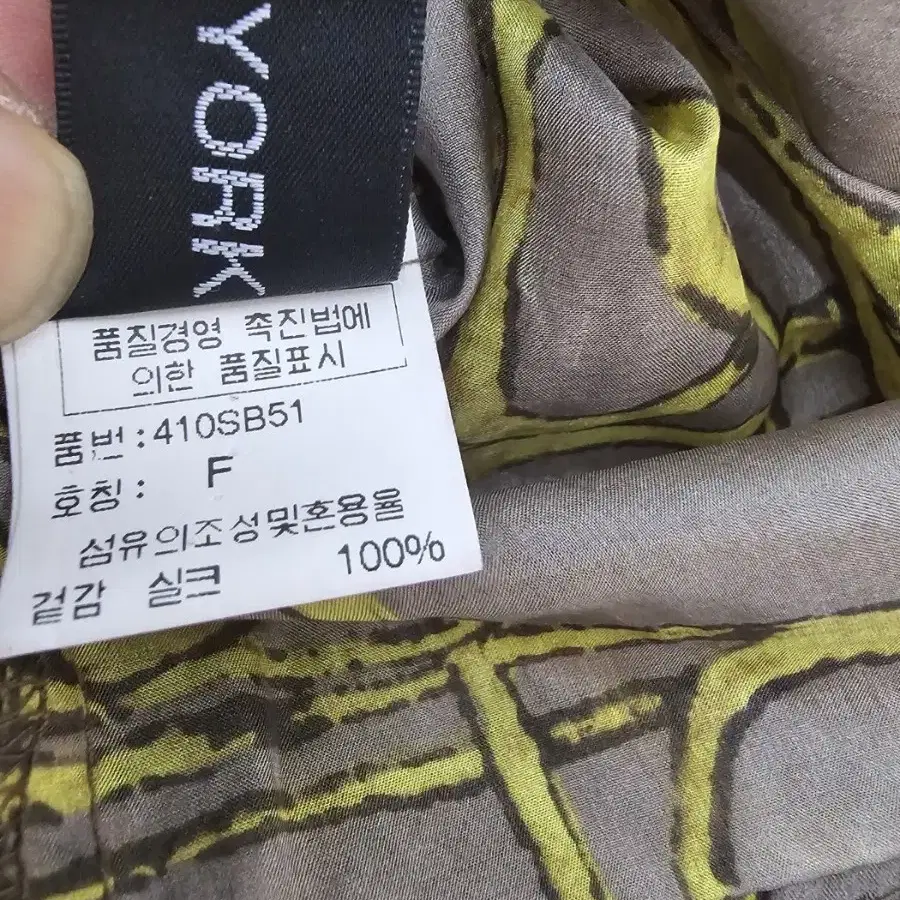 YORK
품질경영 촉진법에
의한 품질표시
품번:410SB51
호칭: F
섬유의조성및혼용율
겉감 실크 100%